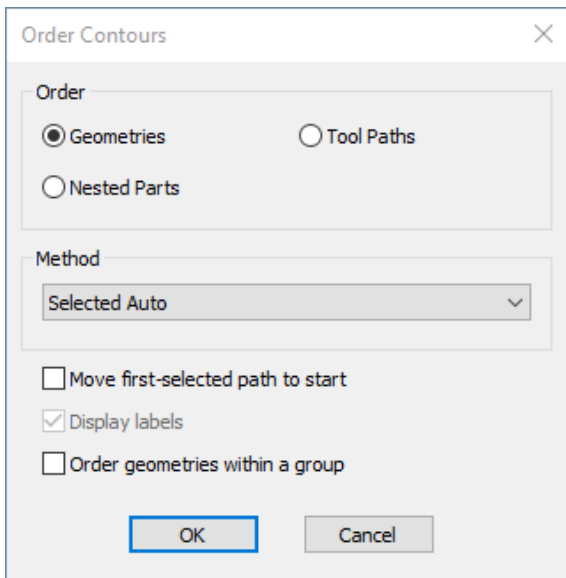 Order Contours
Order
Geometries
Tool Paths
Nested Parts
Method
Selected Auto
Move first-selected path to start
Display labels
Order geometries within a group
OK
Cancel